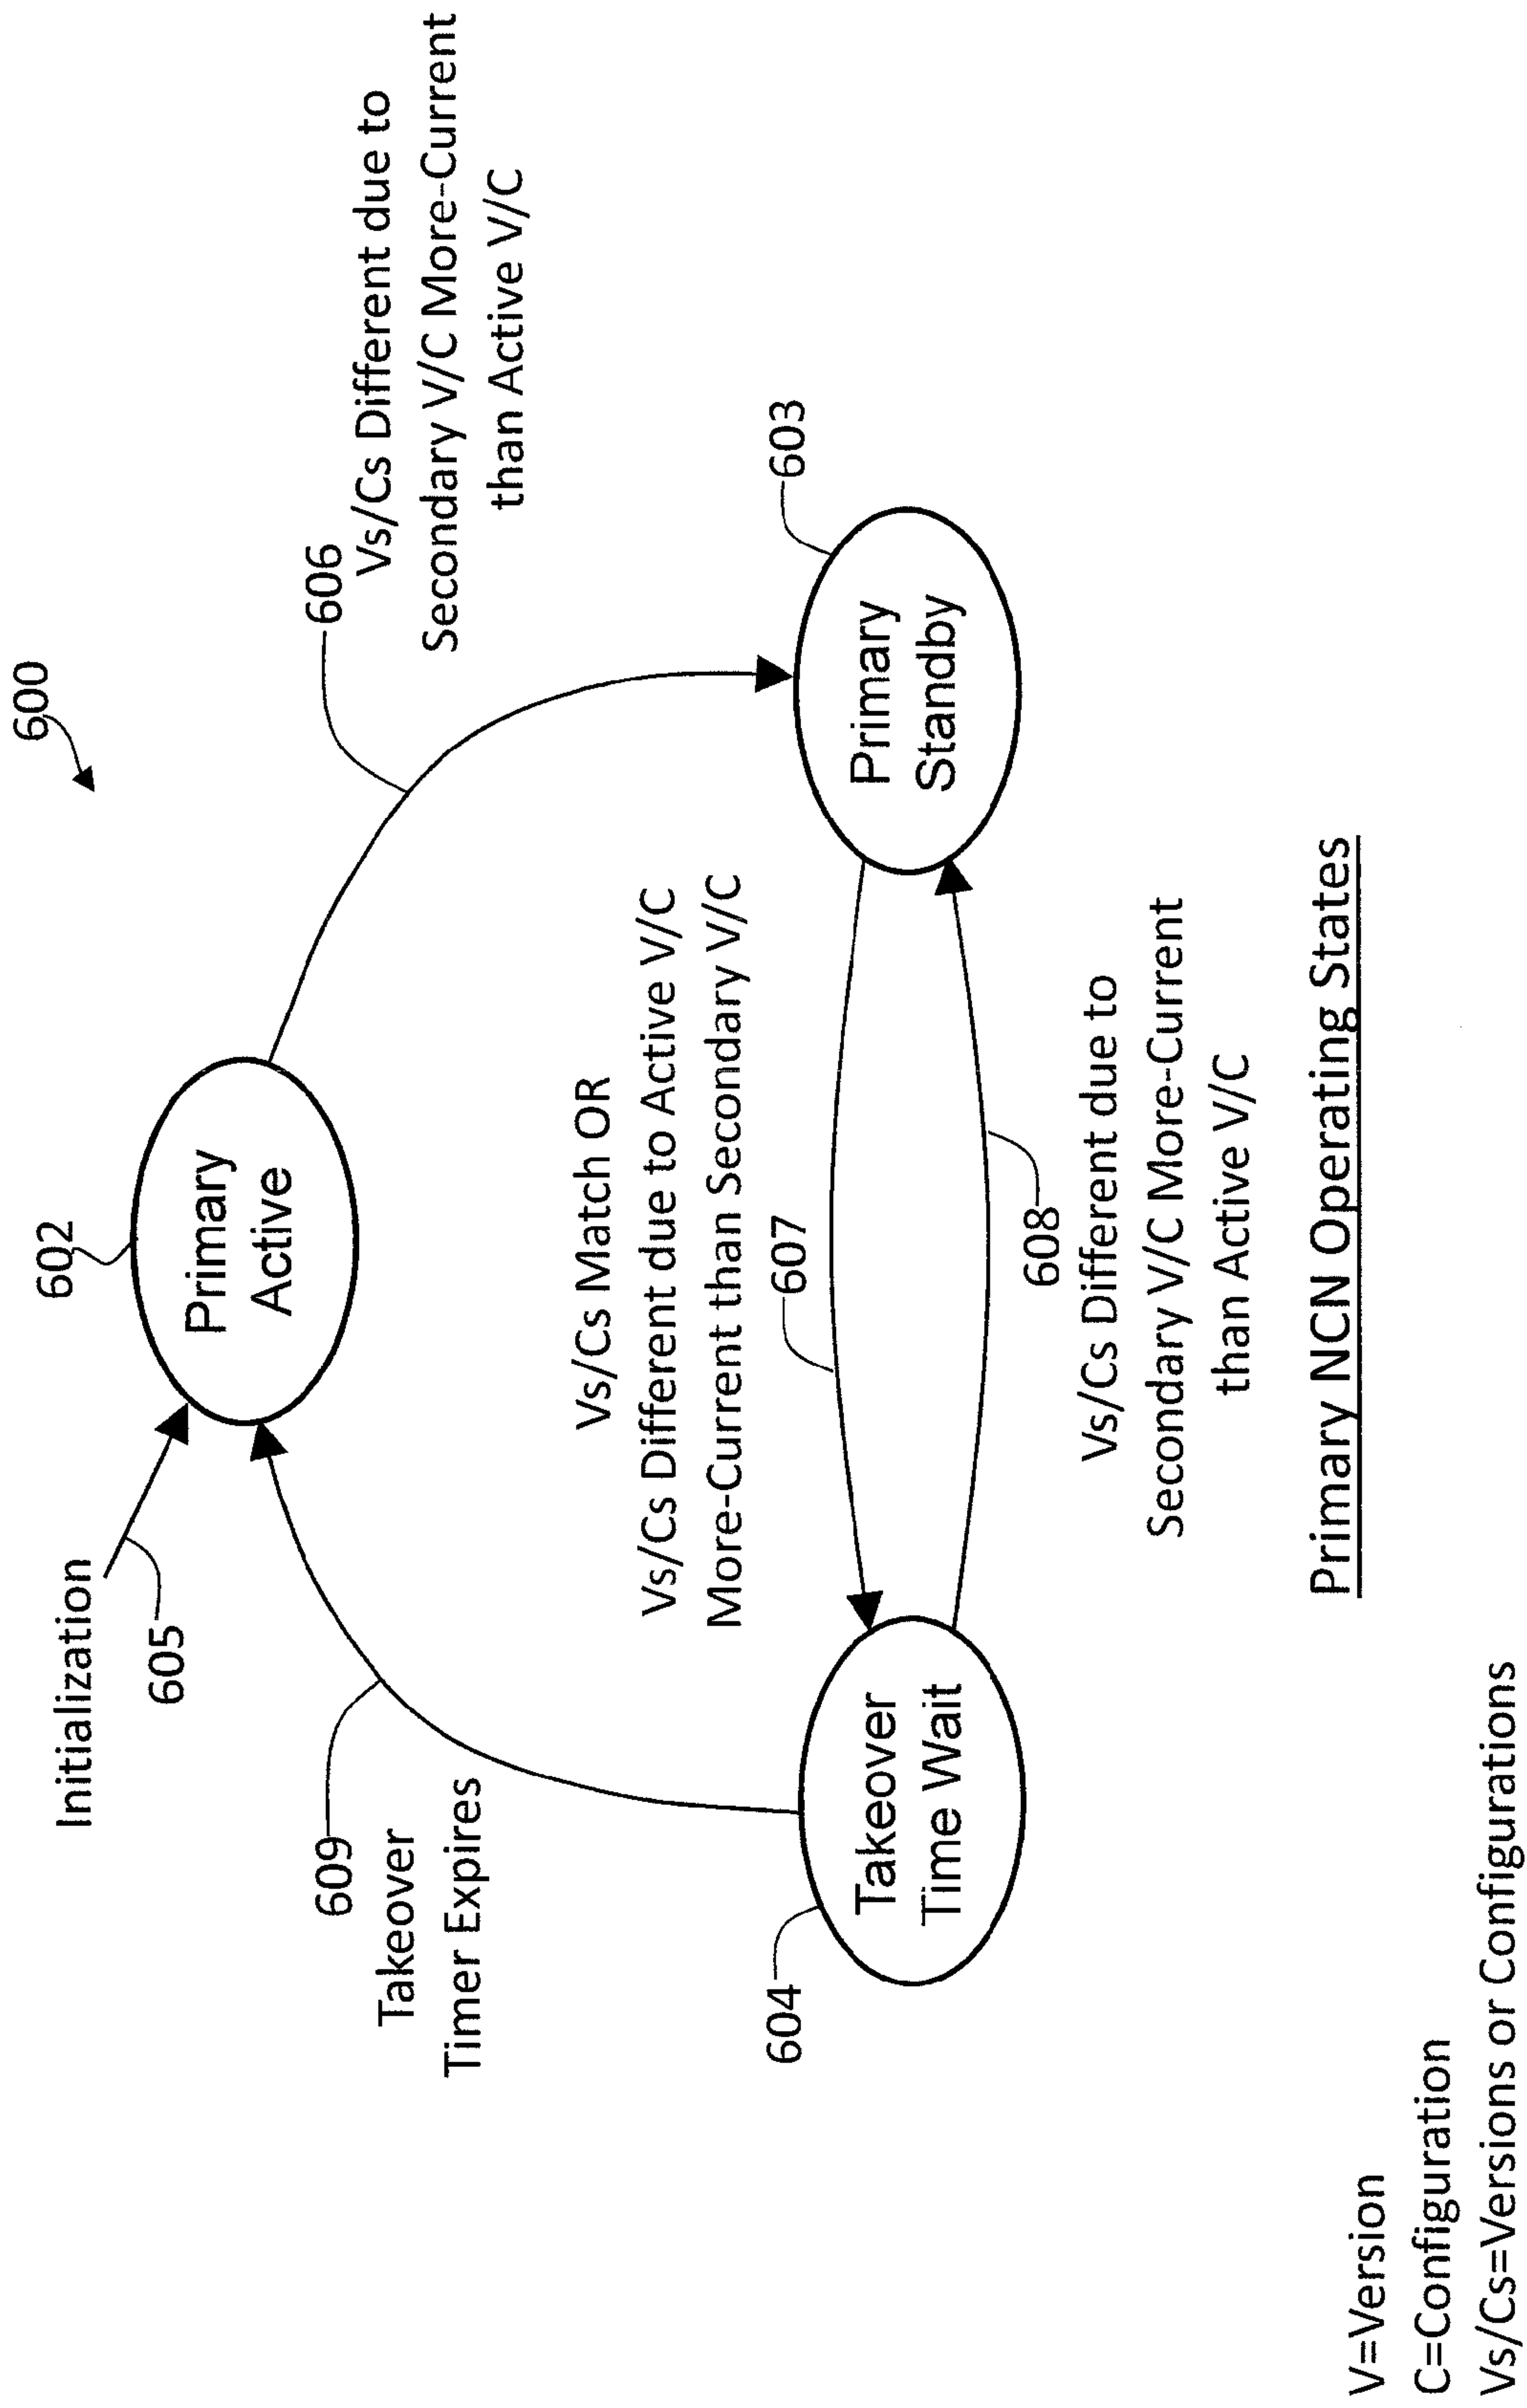 600
602
Initialization
605
Primary
Active
606
Vs/Cs Different due to
Secondary V/C More-Current
than Active V/C
609
Takeover
Timer Expires
Vs/Cs Match OR
Vs/Cs Different due to Active V/C
More-Current than Secondary V/C
607
603
Primary
Standby
604
Takeover
Time Wait
608
Vs/Cs Different due to
Secondary V/C More-Current
than Active V/C
Primary NCN Operating States
V=Version
C=Configuration
Vs/Cs=Versions or Configurations